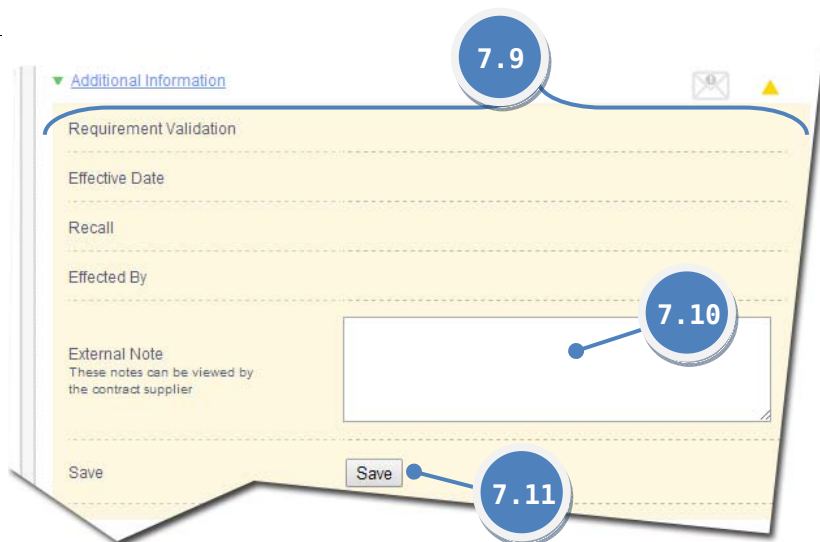 7.9
Additional Information
Requirement Validation
Effective Date
Recall
Effected By
7.10
External Note
These notes can be viewed by
the contract supplier
Save
Save
7.11